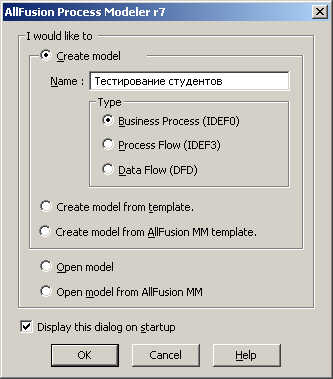 AllFusion Process Modeler r7
I would like to
Create model
Name : Тестирование студентов
Type
Business Process (IDEF0)
Process Flow (IDEF3)
Data Flow (DFD)
Create model from template.
Create model from AllFusion MM template.
Open model
Open model from AllFusion MM
Display this dialog on startup
OK Cancel Help